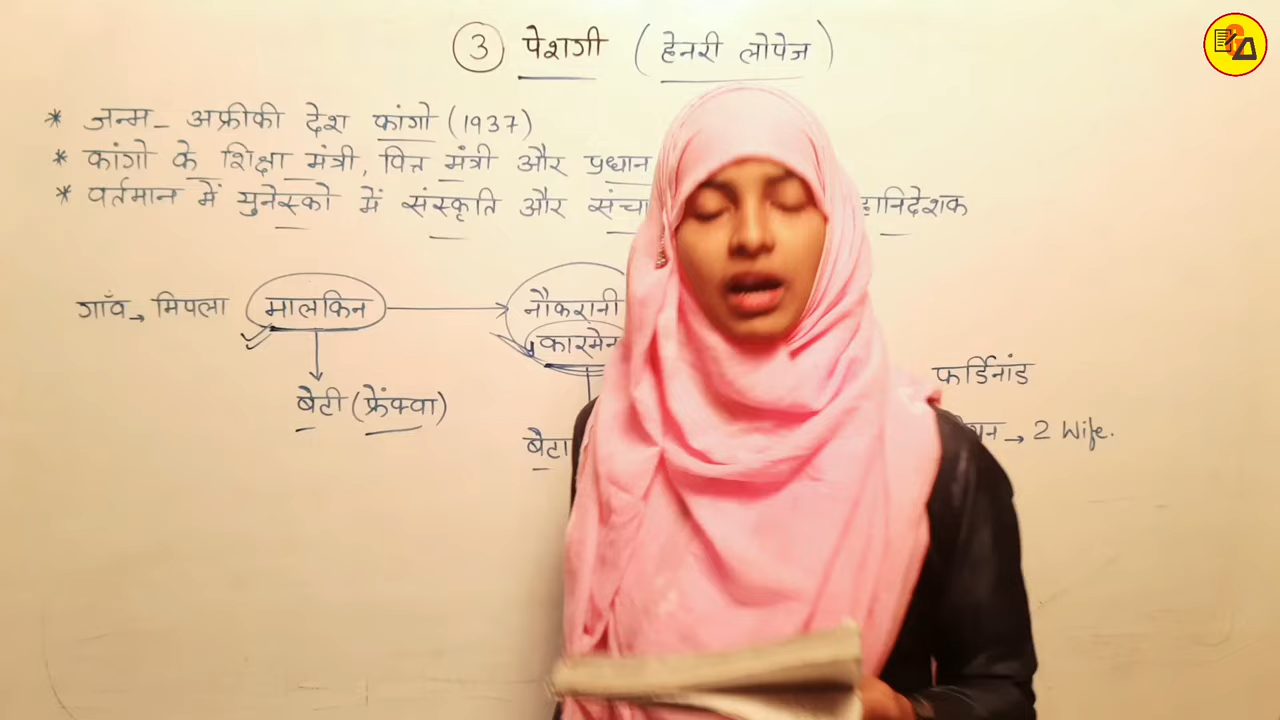 3 पेशगी (हेनरी लोपेज)
* जन्म - अफ्रीकी देश कांगो (1937)
* कांगो के शिक्षा मंत्री, वित्त मंत्री और प्रधान
* वर्तमान में युनेस्को में संस्कृति और संचा हानिदेशक
गाँव → मिपला मालकिन → नौकरानी
कारमेन
फर्डिनांड
बेटी (फ्रेंक्वा)
बेटा → 2 Wife.